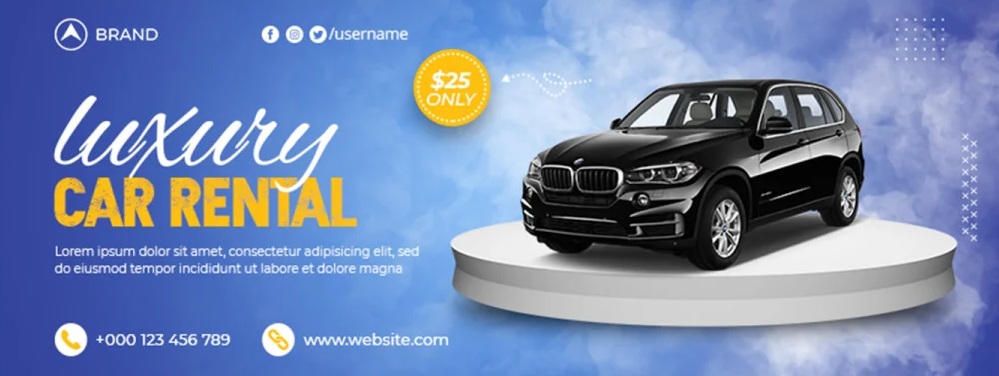 BRAND
/username
$25
ONLY
luxury
CAR RENTAL
Lorem ipsum dolor sit amet, consectetur adipisicing elit, sed
do eiusmod tempor incididunt ut labore et dolore magna
+000 123 456 789
www.website.com